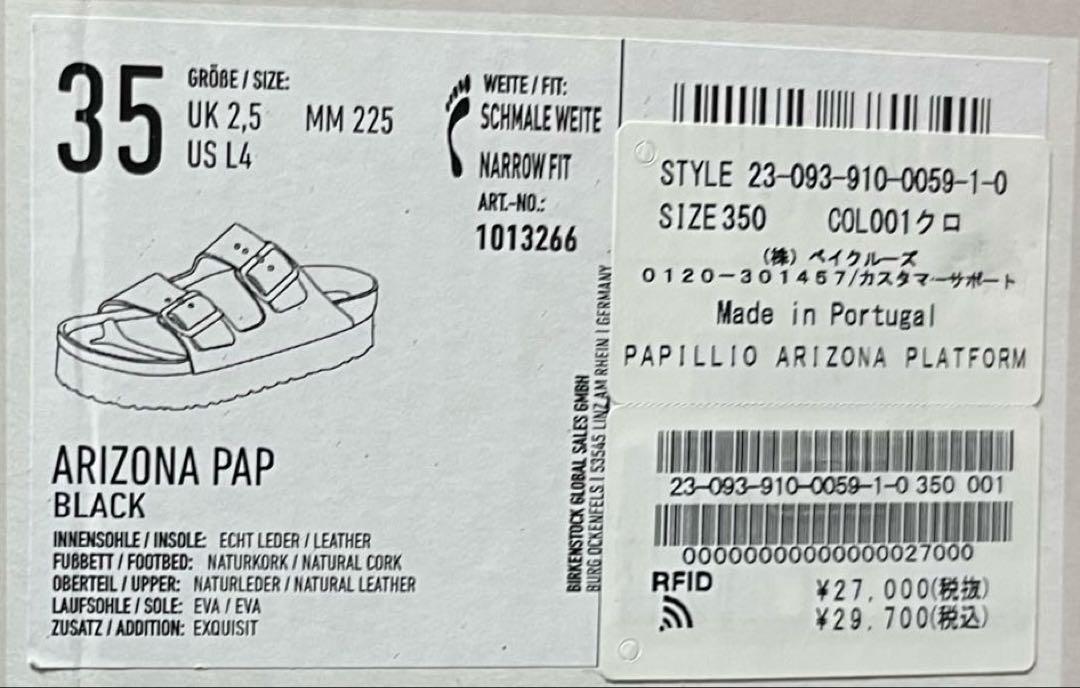 35
GRÖßE / SIZE:
UK 2,5 MM 225
US L4
WEITE / FIT:
SCHMALE WEITE
NARROW FIT
ART.-NO.:
1013266
ARIZONA PAP
BLACK
INNENSOHLE / INSOLE: ECHT LEDER / LEATHER
FUßBETT / FOOTBED: NATURKORK / NATURAL CORK
OBERTEIL / UPPER: NATURLEDER / NATURAL LEATHER
LAUFSOHLE / SOLE: EVA / EVA
ZUSATZ / ADDITION: EXQUISIT
BIRKENSTOCK GLOBAL SALES GMBH
BURG OCKENFELS | 53545 LINZ AM RHEIN | GERMANY
STYLE 23-093-910-0059-1-0
SIZE350 COL001クロ
（株）ベイクルーズ
0120-301457/カスタマーサポート
Made in Portugal
PAPILLIO ARIZONA PLATFORM
23-093-910-0059-1-0 350 001
00000000000000027000
RFID
¥27,000(税抜)
¥29,700(税込)